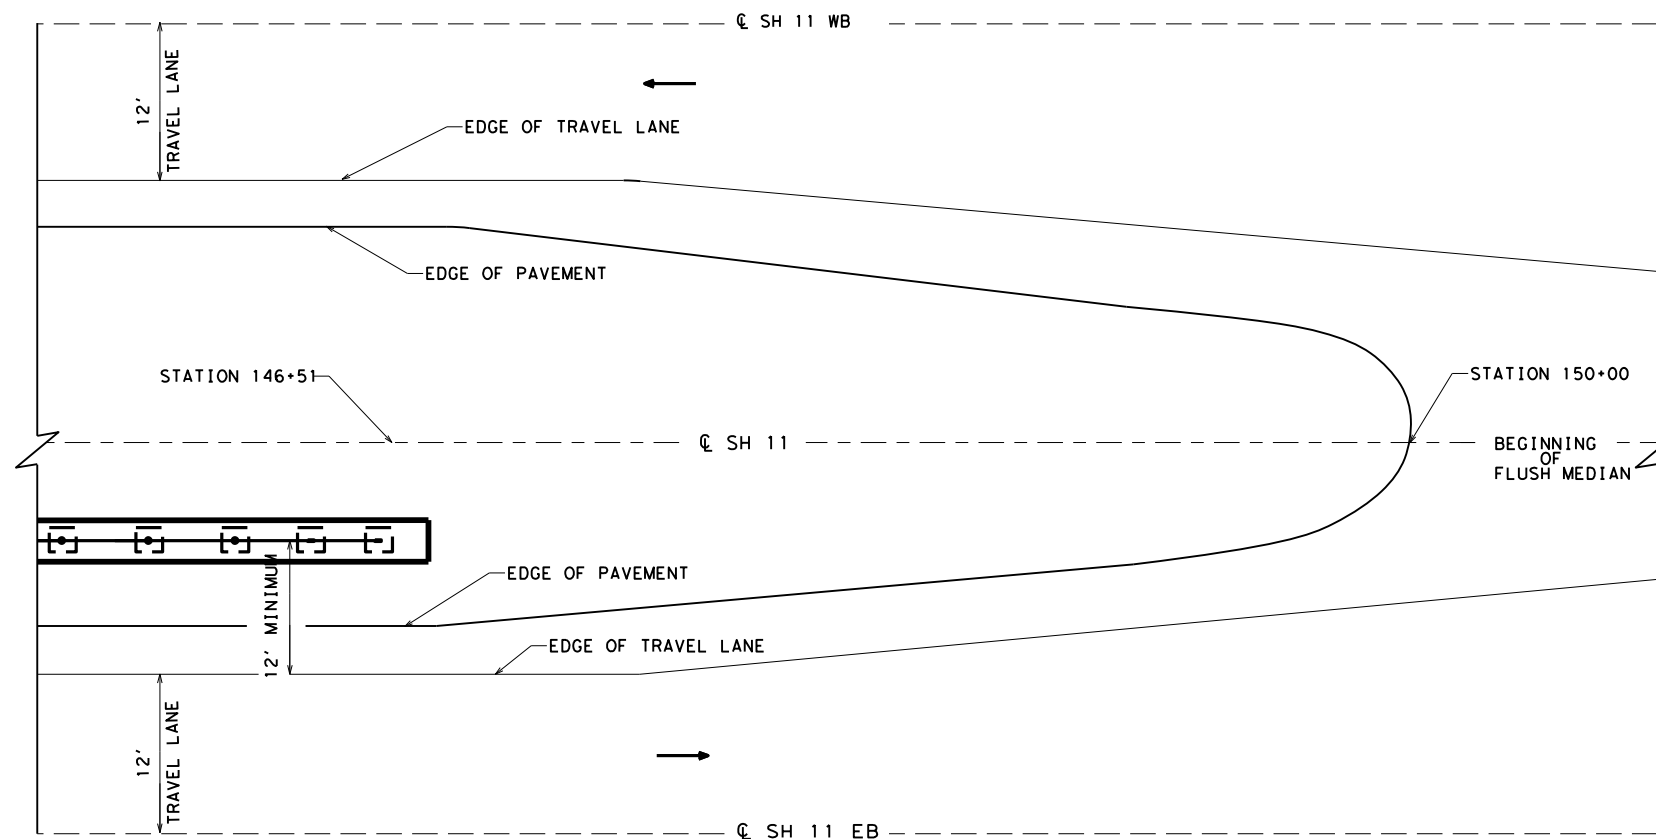 ℄ SH 11 WB
12'
TRAVEL LANE
EDGE OF TRAVEL LANE
EDGE OF PAVEMENT
STATION 146+51
STATION 150+00
℄ SH 11
BEGINNING
OF
FLUSH MEDIAN
12' MINIMUM
EDGE OF PAVEMENT
EDGE OF TRAVEL LANE
12'
TRAVEL LANE
℄ SH 11 EB